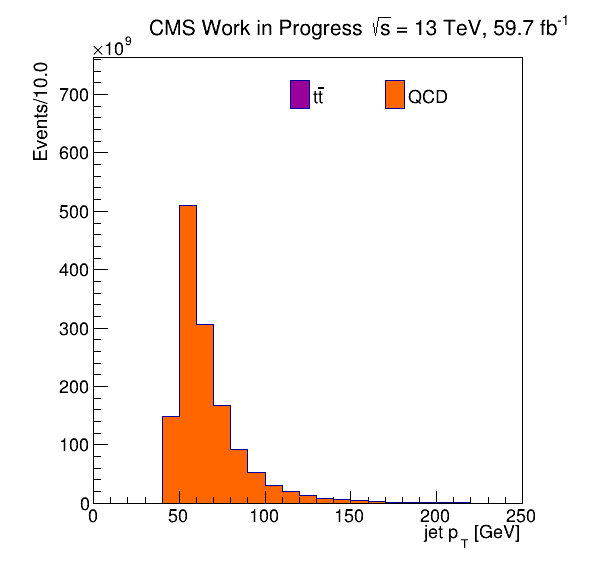 CMS Work in Progress √s = 13 TeV, 59.7 fb⁻¹
×10⁹
Events/10.0
tt̄
QCD
700
600
500
400
300
200
100
0
0 50 100 150 200 250
jet p_T [GeV]